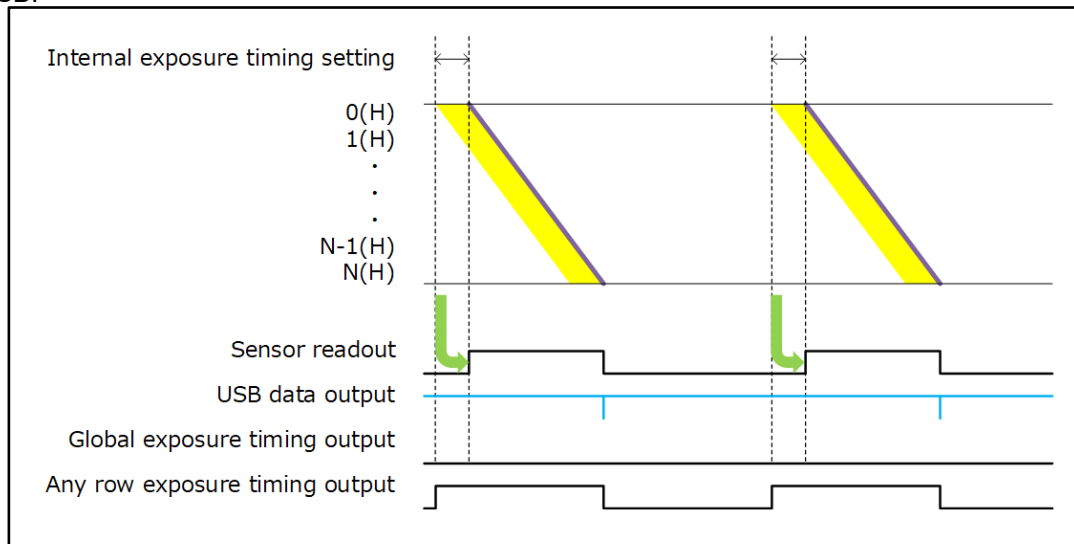 Internal exposure timing setting
0(H)
1(H)
·
·
·
N-1(H)
N(H)
Sensor readout
USB data output
Global exposure timing output
Any row exposure timing output